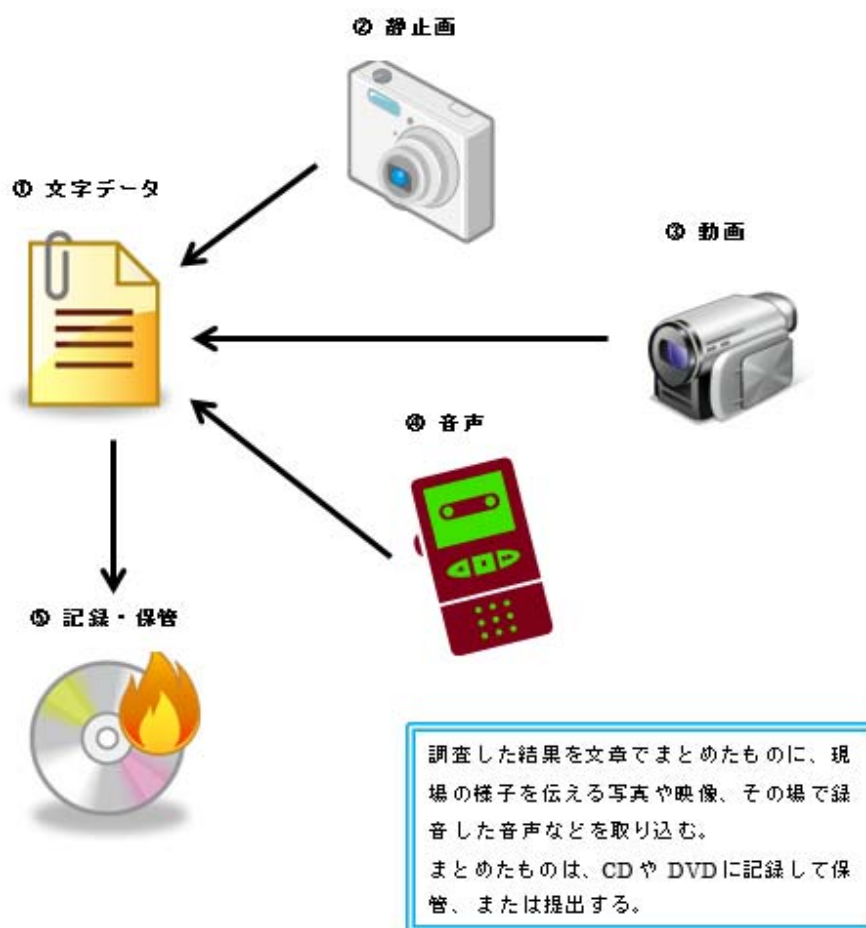 ② 静止画
① 文字データ
③ 動画
④ 音声
⑤ 記録・保管
調査した結果を文章でまとめたものに、現
場の様子を伝える写真や映像、その場で録
音した音声などを取り込む。
まとめたものは、CDや DVDに記録して保
管、または提出する。